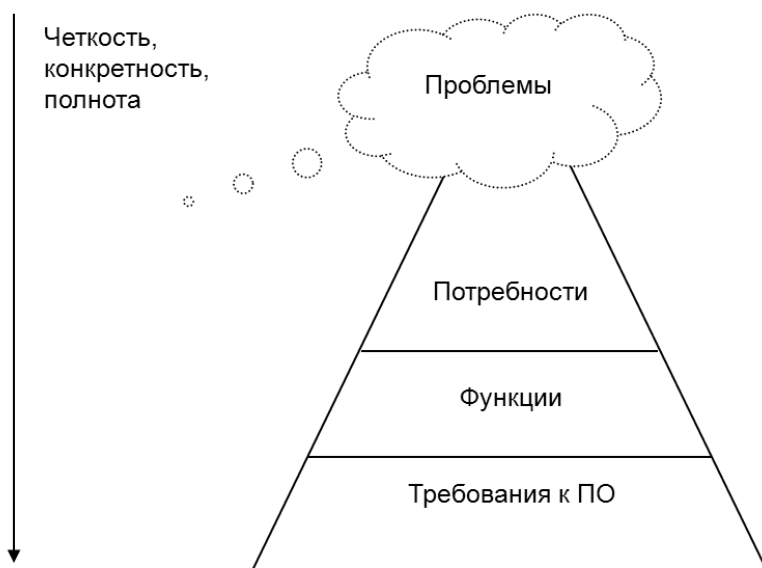 Четкость,
конкретность,
полнота
Проблемы
Потребности
Функции
Требования к ПО